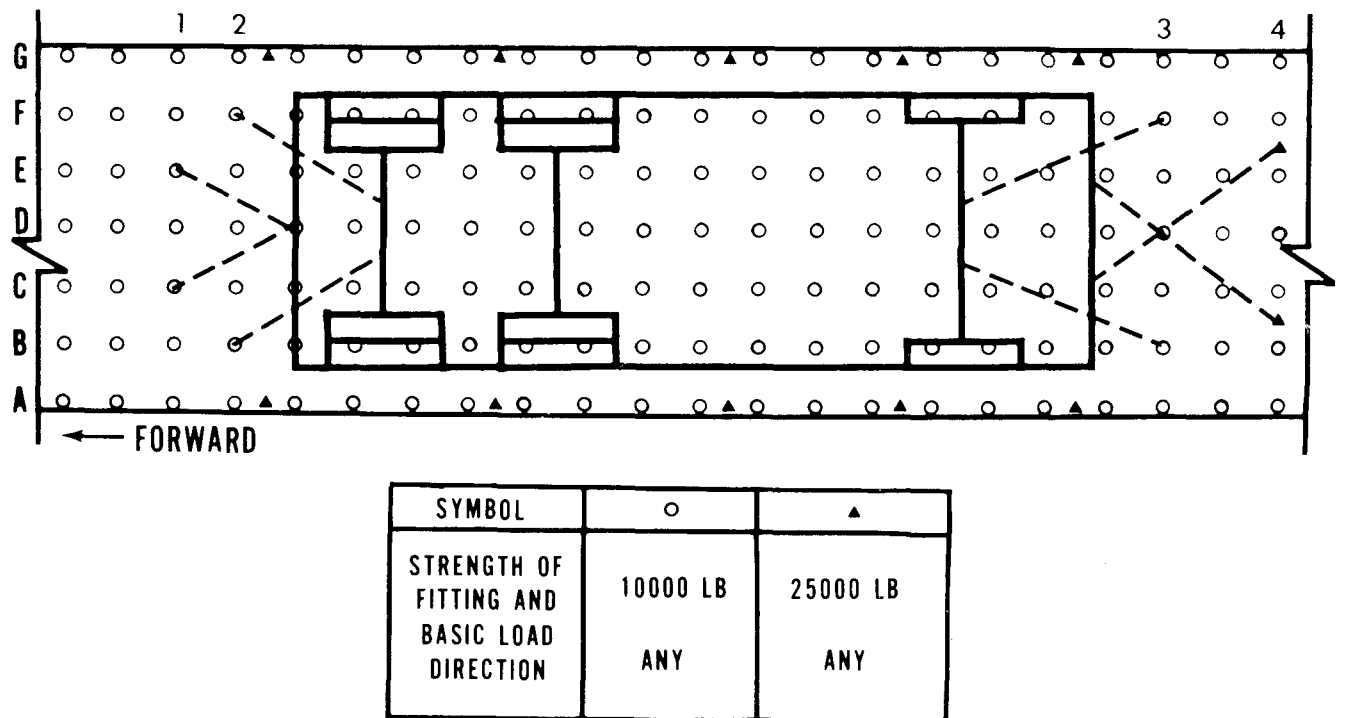 1 2 3 4
G
F
E
D
C
B
A
← FORWARD
SYMBOL ○ ▲
STRENGTH OF
FITTING AND
BASIC LOAD
DIRECTION
10000 LB
ANY
25000 LB
ANY